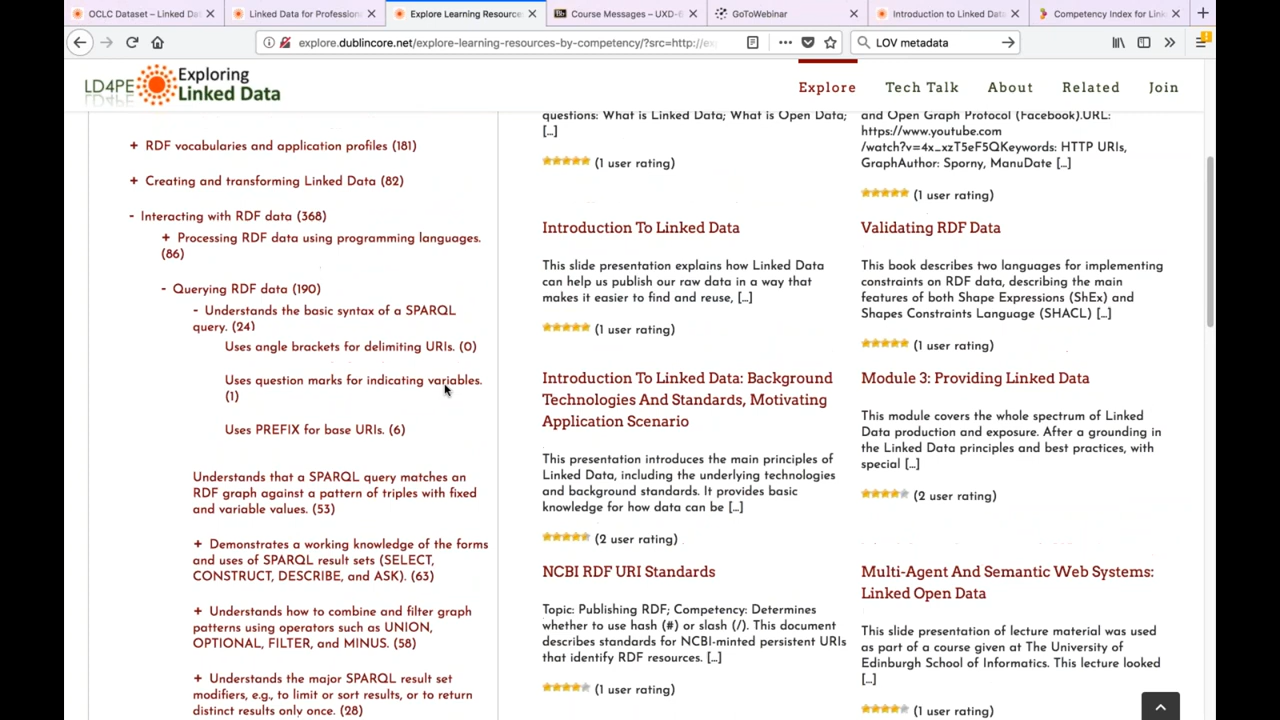 OCLC Dataset – Linked Da
Linked Data for Profession
Explore Learning Resource
Course Messages – UXD-6
GoToWebinar
Introduction to Linked Dat
Competency Index for Link
explore.dublincore.net/explore-learning-resources-by-competency/?src=http://ex
LOV metadata
LD4PE
Exploring
Linked Data
Explore
Tech Talk
About
Related
Join
+ RDF vocabularies and application profiles (181)
+ Creating and transforming Linked Data (82)
- Interacting with RDF data (368)
+ Processing RDF data using programming languages.
(86)
- Querying RDF data (190)
- Understands the basic syntax of a SPARQL
query. (24)
Uses angle brackets for delimiting URIs. (0)
Uses question marks for indicating variables.
(1)
Uses PREFIX for base URIs. (6)
Understands that a SPARQL query matches an
RDF graph against a pattern of triples with fixed
and variable values. (53)
+ Demonstrates a working knowledge of the forms
and uses of SPARQL result sets (SELECT,
CONSTRUCT, DESCRIBE, and ASK). (63)
+ Understands how to combine and filter graph
patterns using operators such as UNION,
OPTIONAL, FILTER, and MINUS. (58)
+ Understands the major SPARQL result set
modifiers, e.g., to limit or sort results, or to return
distinct results only once. (28)
questions: What is Linked Data; What is Open Data;
[...]
(1 user rating)
Introduction To Linked Data
This slide presentation explains how Linked Data
can help us publish our raw data in a way that
makes it easier to find and reuse, [...]
(1 user rating)
Introduction To Linked Data: Background
Technologies And Standards, Motivating
Application Scenario
This presentation introduces the main principles of
Linked Data, including the underlying technologies
and background standards. It provides basic
knowledge for how data can be [...]
(2 user rating)
NCBI RDF URI Standards
Topic: Publishing RDF; Competency: Determines
whether to use hash (#) or slash (/). This document
describes standards for NCBI-minted persistent URIs
that identify RDF resources. [...]
(1 user rating)
and Open Graph Protocol (Facebook).URL:
https://www.youtube.com
/watch?v=4x_xzT5eF5QKeywords: HTTP URIs,
GraphAuthor: Sporny, ManuDate [...]
(1 user rating)
Validating RDF Data
This book describes two languages for implementing
constraints on RDF data, describing the main
features of both Shape Expressions (ShEx) and
Shapes Constraints Language (SHACL) [...]
(1 user rating)
Module 3: Providing Linked Data
This module covers the whole spectrum of Linked
Data production and exposure. After a grounding in
the Linked Data principles and best practices, with
special [...]
(2 user rating)
Multi-Agent And Semantic Web Systems:
Linked Open Data
This slide presentation of lecture material was used
as part of a course given at The University of
Edinburgh School of Informatics. This lecture looked
[...]
(1 user rating)